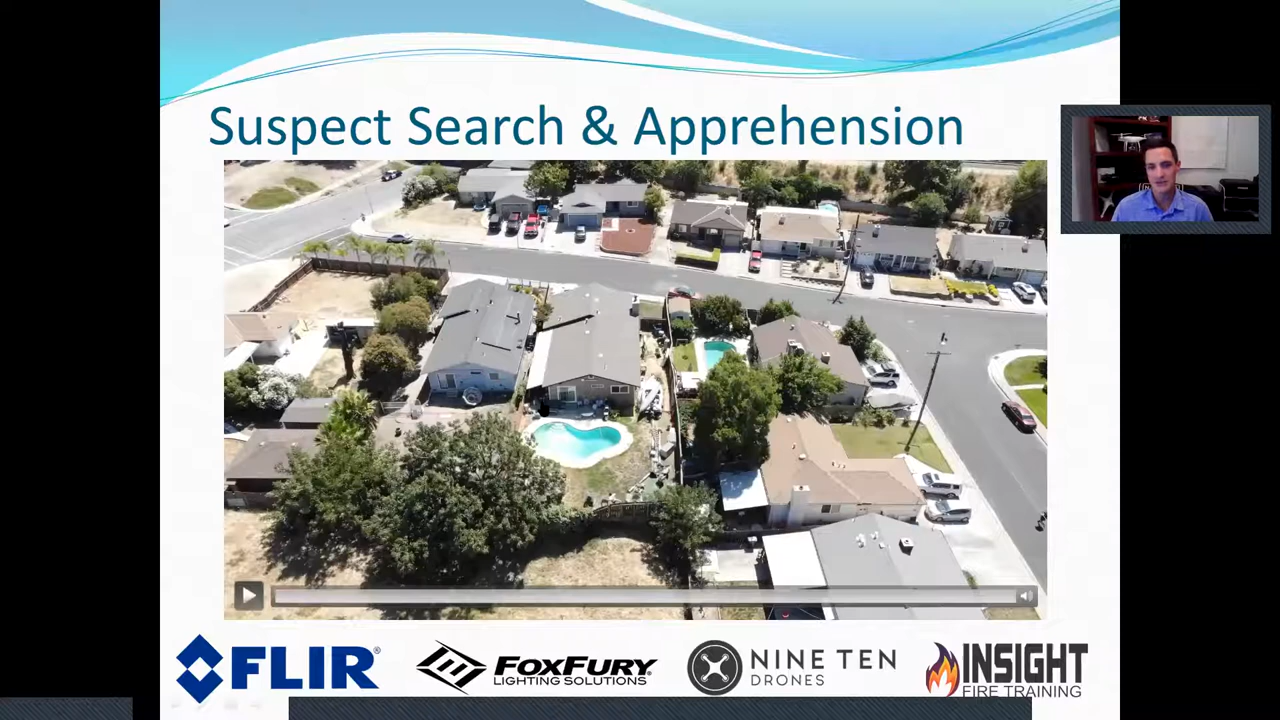 Suspect Search & Apprehension
FLIR®
FOXFURY®
LIGHTING SOLUTIONS
NINE TEN
DRONES
INSIGHT
FIRE TRAINING